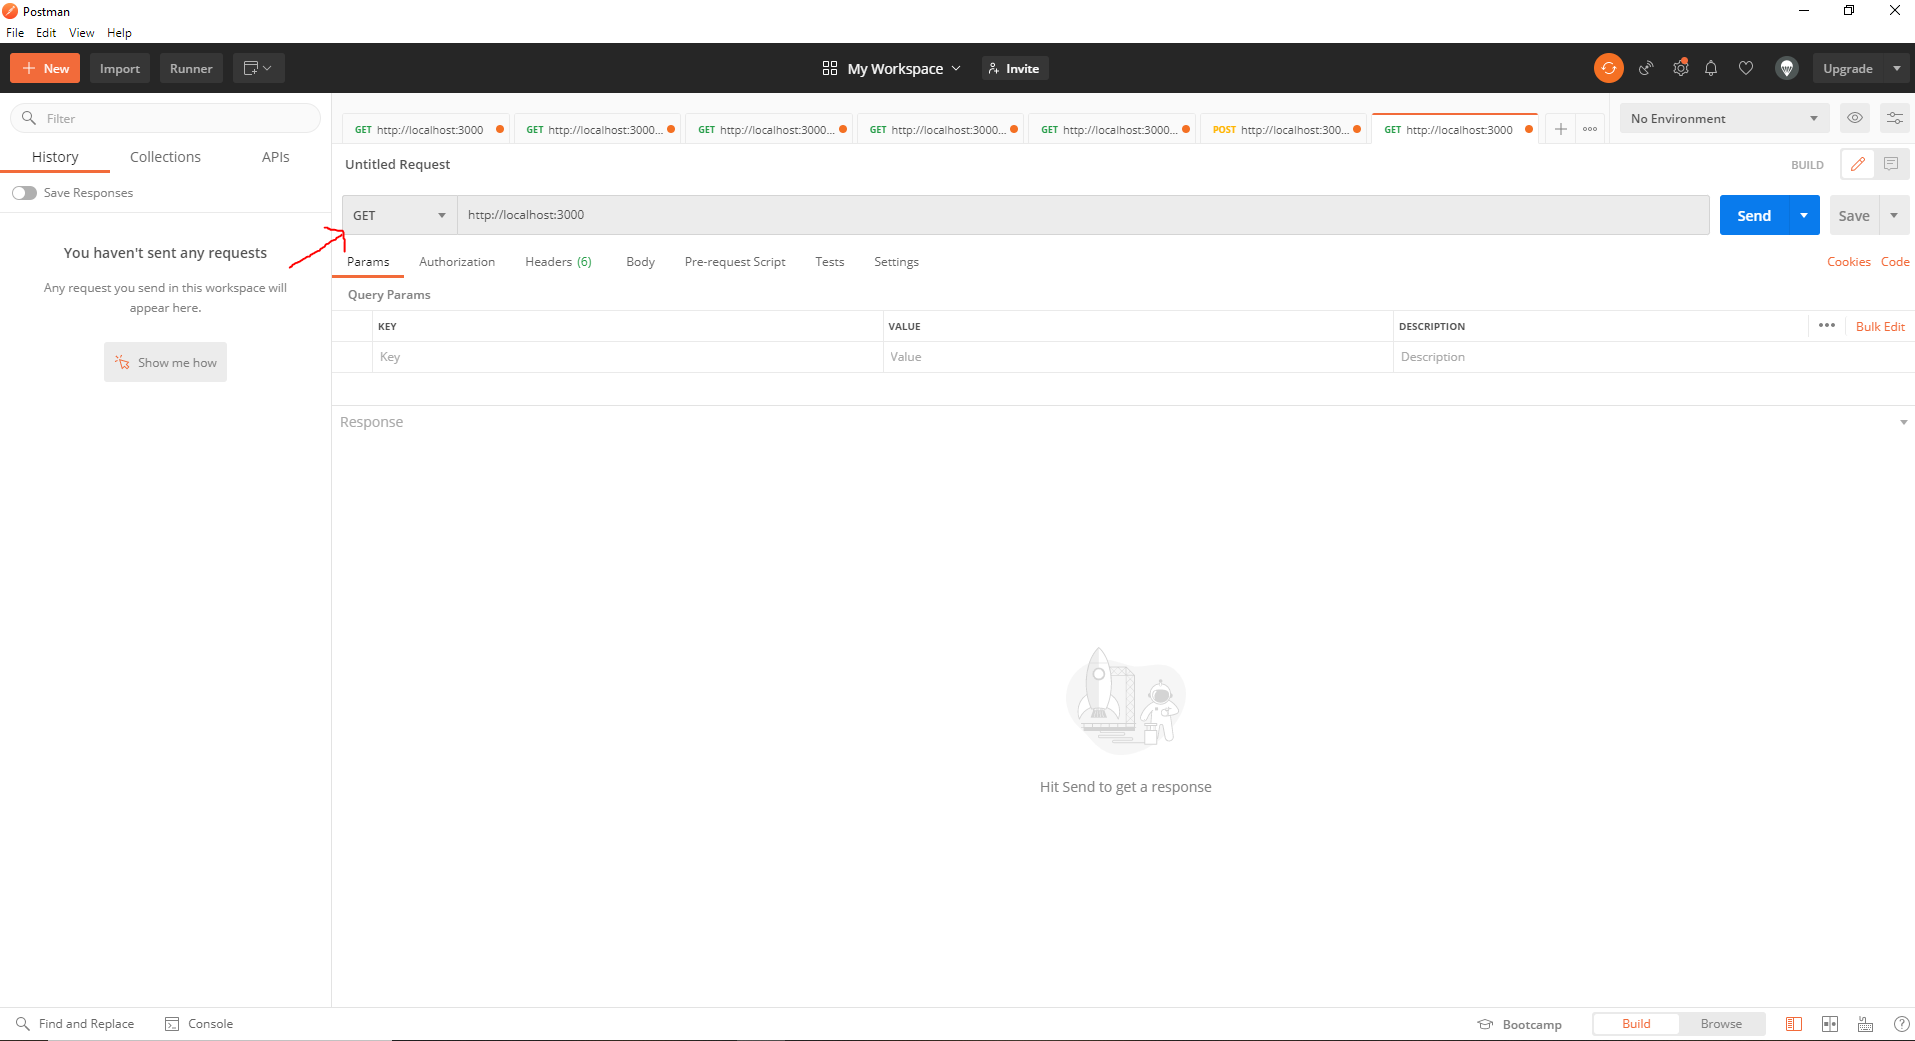 Postman
File Edit View Help
New Import Runner My Workspace Invite Upgrade
Filter
History Collections APIs
Save Responses
You haven't sent any requests
Any request you send in this workspace will
appear here.
Show me how
GET http://localhost:3000 GET http://localhost:3000... GET http://localhost:3000... GET http://localhost:3000... GET http://localhost:3000... POST http://localhost:300... GET http://localhost:3000
No Environment
Untitled Request BUILD
GET http://localhost:3000 Send Save
Params Authorization Headers (6) Body Pre-request Script Tests Settings Cookies Code
Query Params
KEY VALUE DESCRIPTION Bulk Edit
Key Value Description
Response
Hit Send to get a response
Find and Replace Console Bootcamp Build Browse